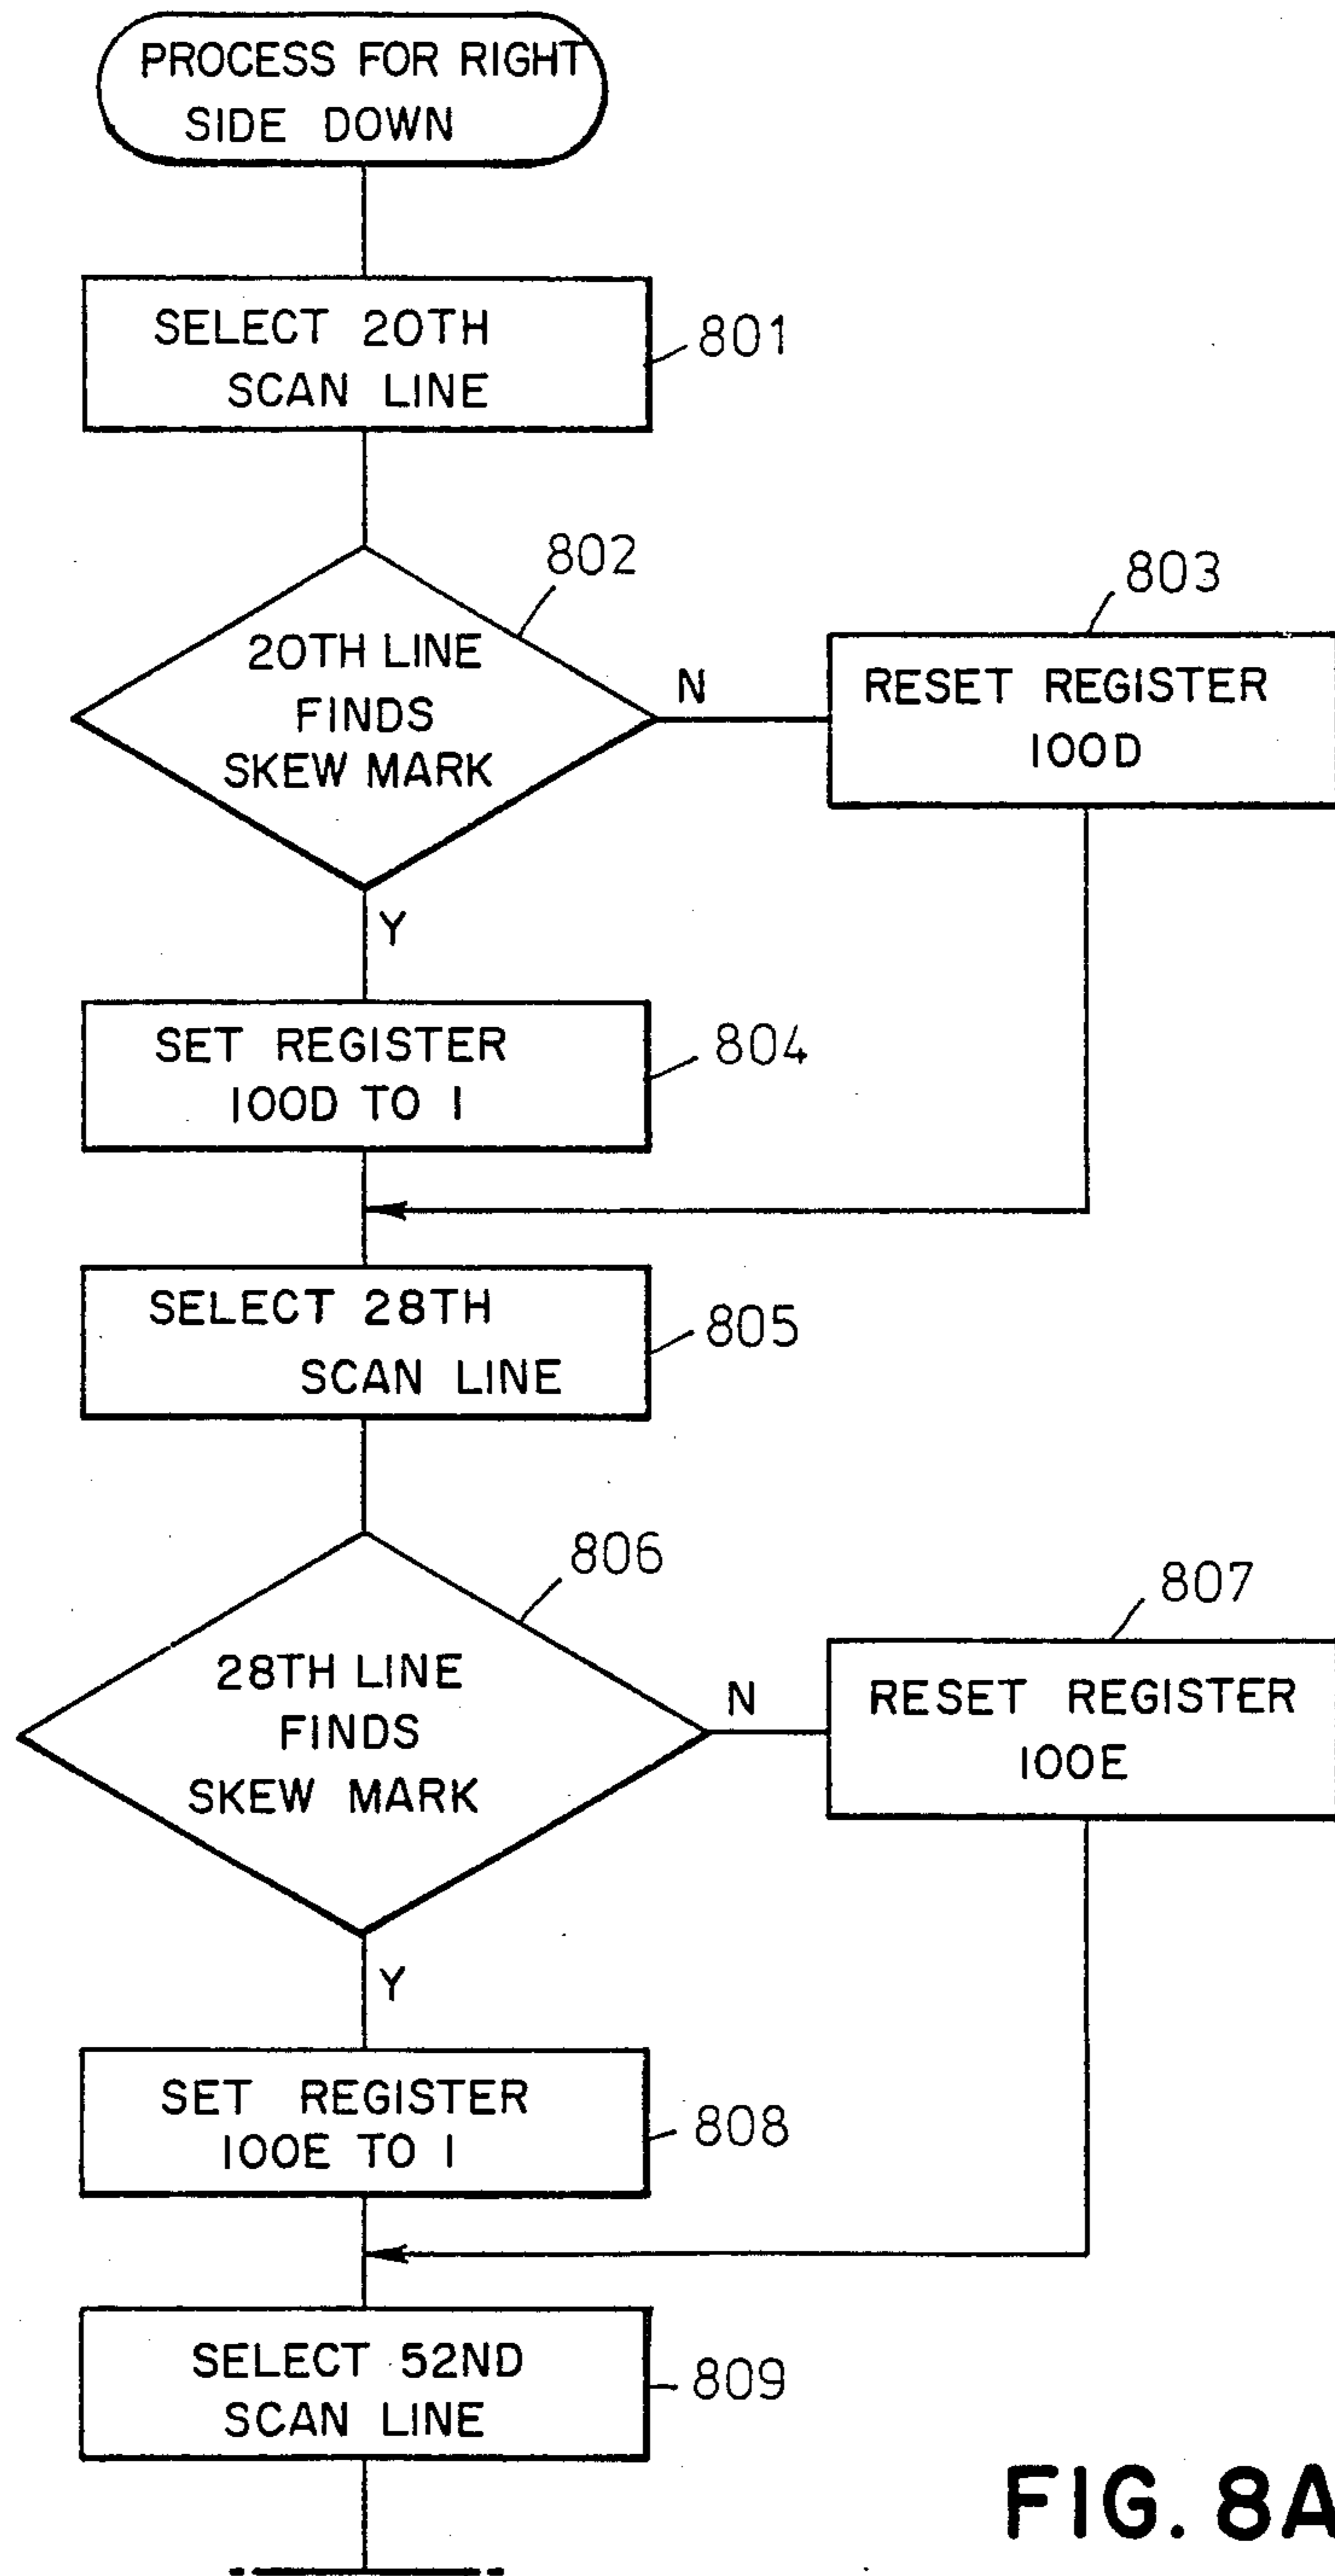 PROCESS FOR RIGHT
SIDE DOWN
SELECT 20TH
SCAN LINE
801
802
20TH LINE
FINDS
SKEW MARK
N
803
RESET REGISTER
100D
Y
SET REGISTER
100D TO 1
804
SELECT 28TH
SCAN LINE
805
806
28TH LINE
FINDS
SKEW MARK
N
807
RESET REGISTER
100E
Y
SET REGISTER
100E TO 1
808
SELECT 52ND
SCAN LINE
809
FIG. 8A